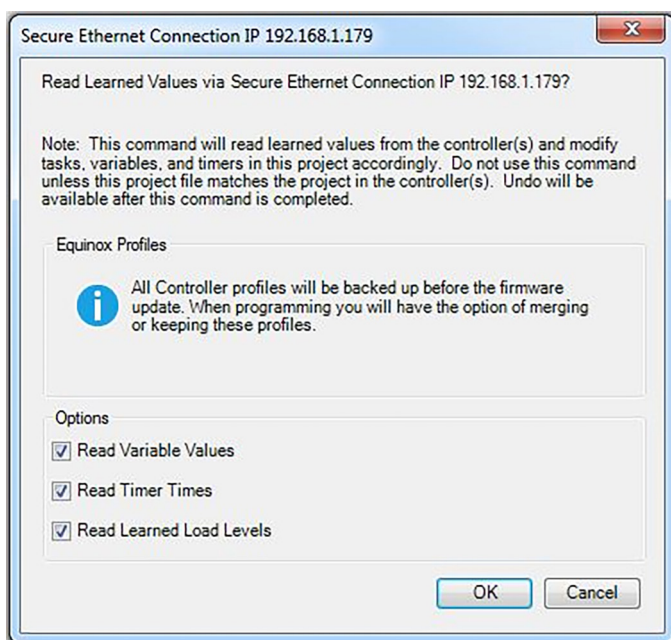 Secure Ethernet Connection IP 192.168.1.179
Read Learned Values via Secure Ethernet Connection IP 192.168.1.179?
Note:  This command will read learned values from the controller(s) and modify
tasks, variables, and timers in this project accordingly.  Do not use this command
unless this project file matches the project in the controller(s).  Undo will be
available after this command is completed.
Equinox Profiles
All Controller profiles will be backed up before the firmware
update. When programming you will have the option of merging
or keeping these profiles.
Options
Read Variable Values
Read Timer Times
Read Learned Load Levels
OK
Cancel